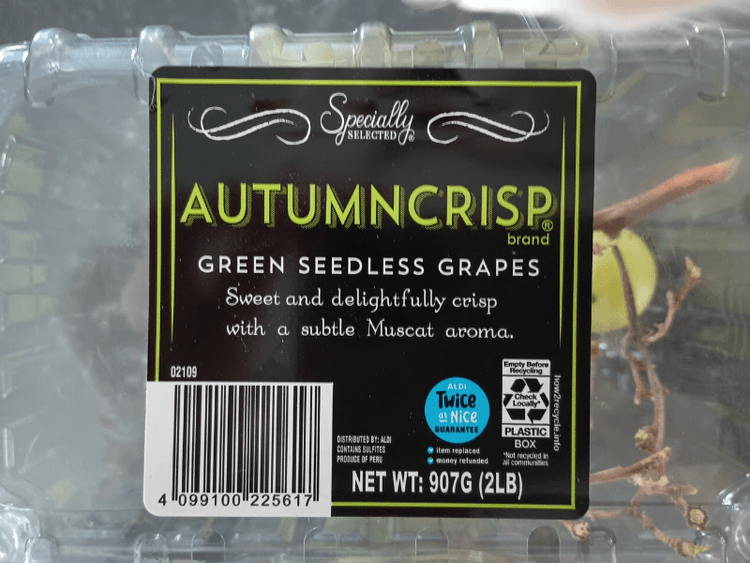 Specially
SELECTED®
AUTUMNCRISP®
brand
GREEN SEEDLESS GRAPES
Sweet and delightfully crisp
with a subtle Muscat aroma.
02109
4 099100 225617
DISTRIBUTED BY: ALDI
CONTAINS SULFITES
PRODUCE OF PERU
ALDI
Twice
as Nice
GUARANTEE
item replaced
money refunded
Empty Before
Recycling
Check
Locally*
PLASTIC
BOX
*Not recycled in
all communities
how2recycle.info
NET WT: 907G (2LB)